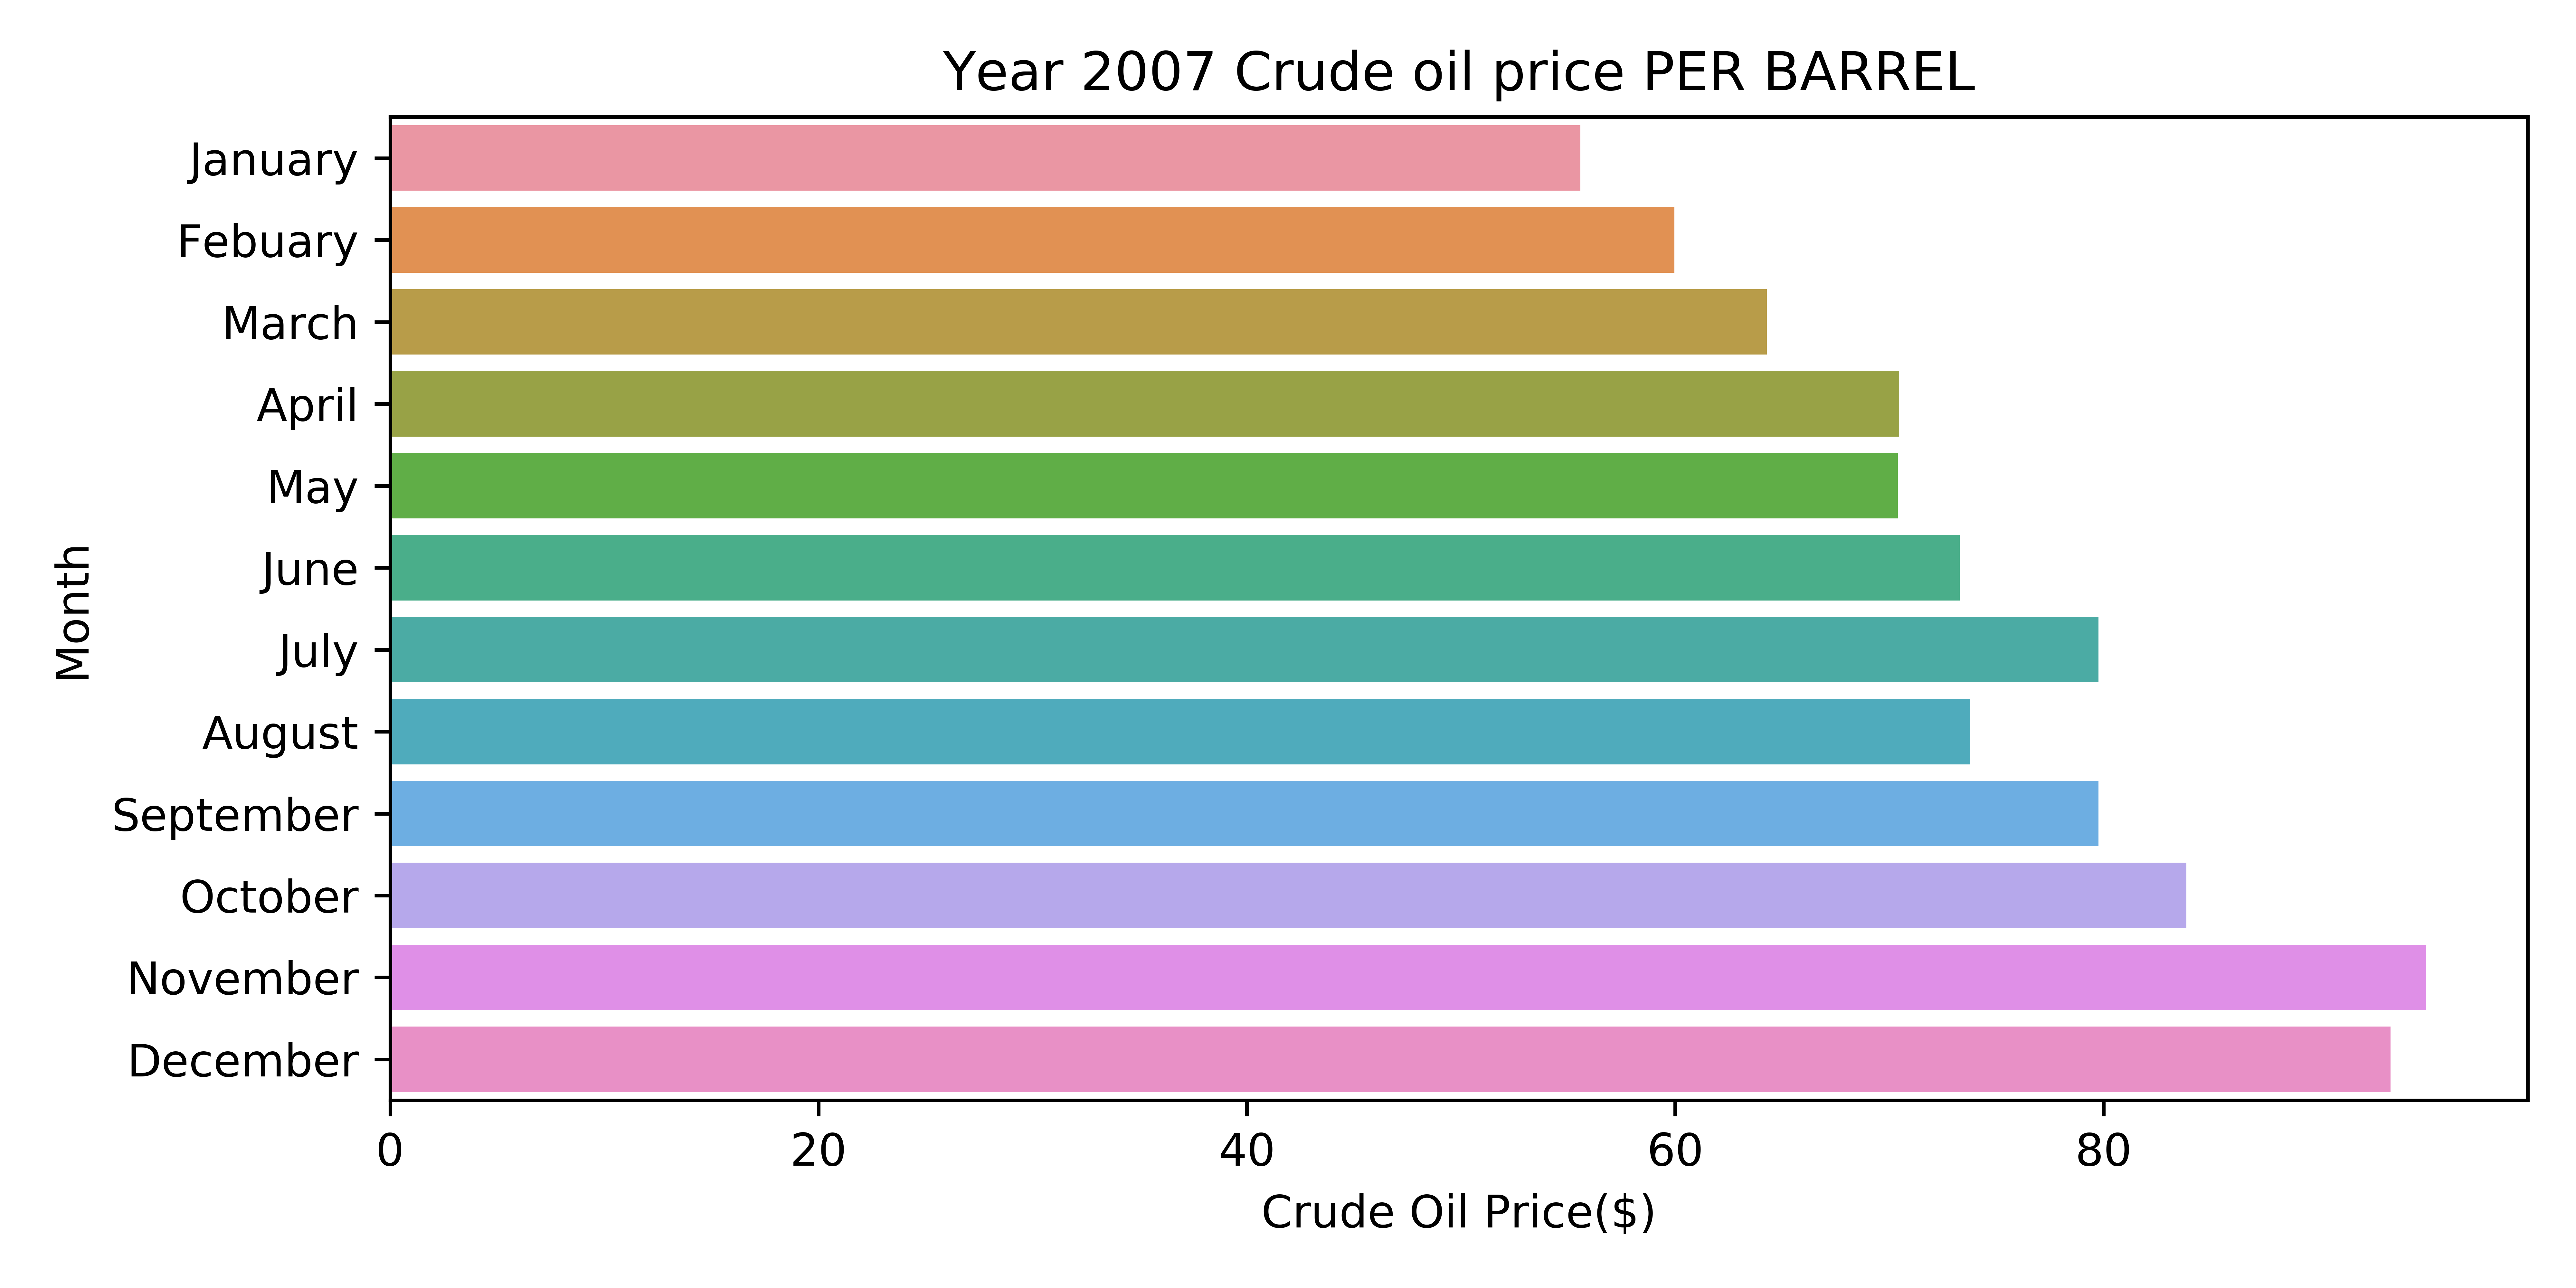 Year 2007 Crude oil price PER BARREL
January
Febuary
March
April
May
June
July
August
September
October
November
December
Month
0 20 40 60 80
Crude Oil Price($)